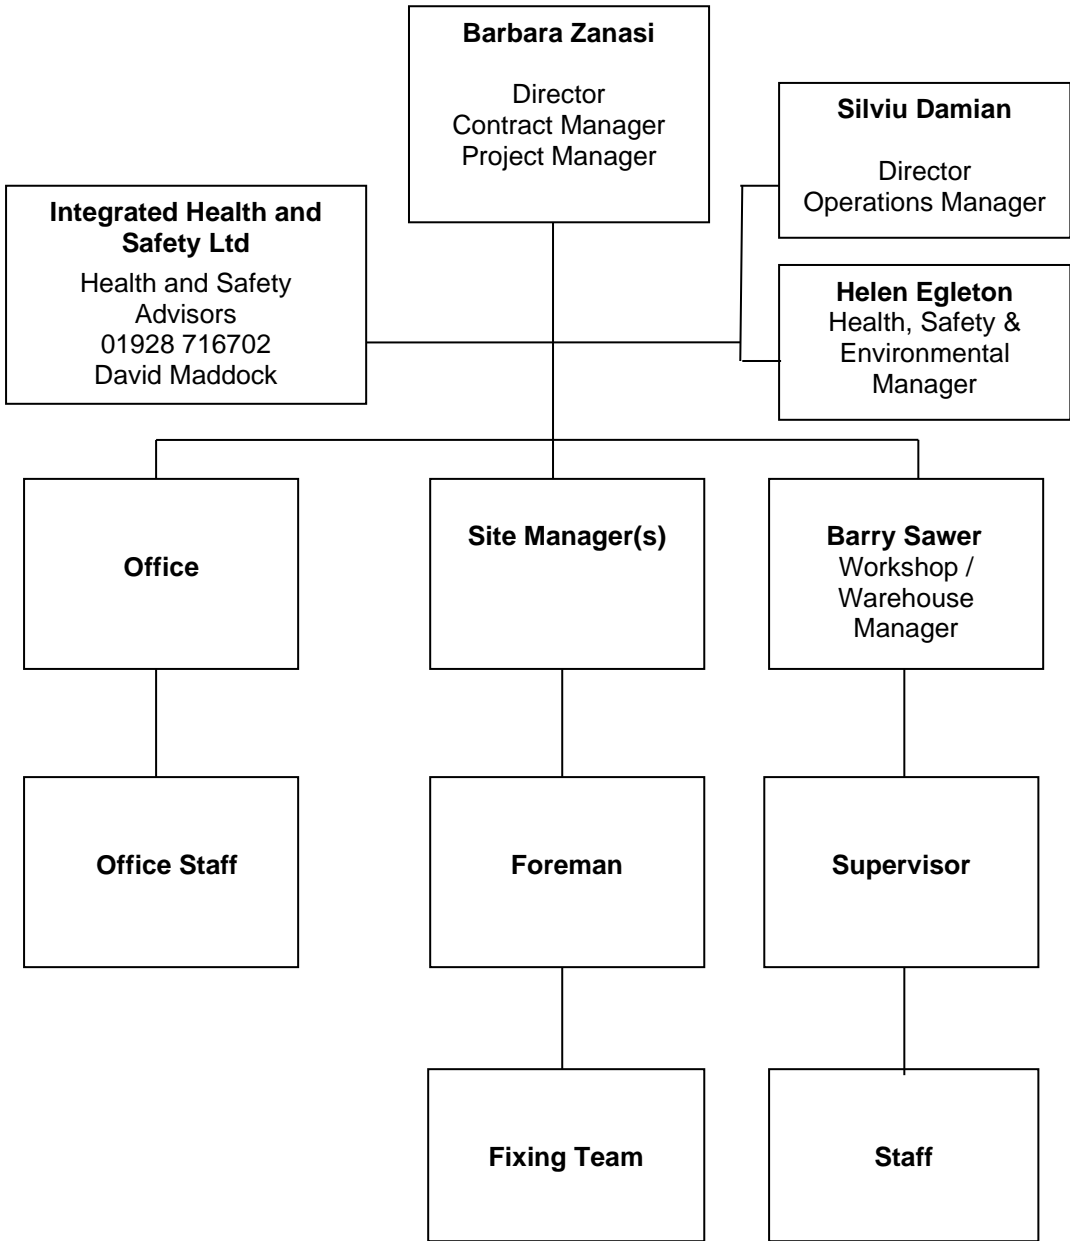 Barbara Zanasi
Director
Contract Manager
Project Manager
Silviu Damian
Director
Operations Manager
Integrated Health and
Safety Ltd
Health and Safety
Advisors
01928 716702
David Maddock
Helen Egleton
Health, Safety &
Environmental
Manager
Office
Site Manager(s)
Barry Sawer
Workshop /
Warehouse
Manager
Office Staff
Foreman
Supervisor
Fixing Team
Staff